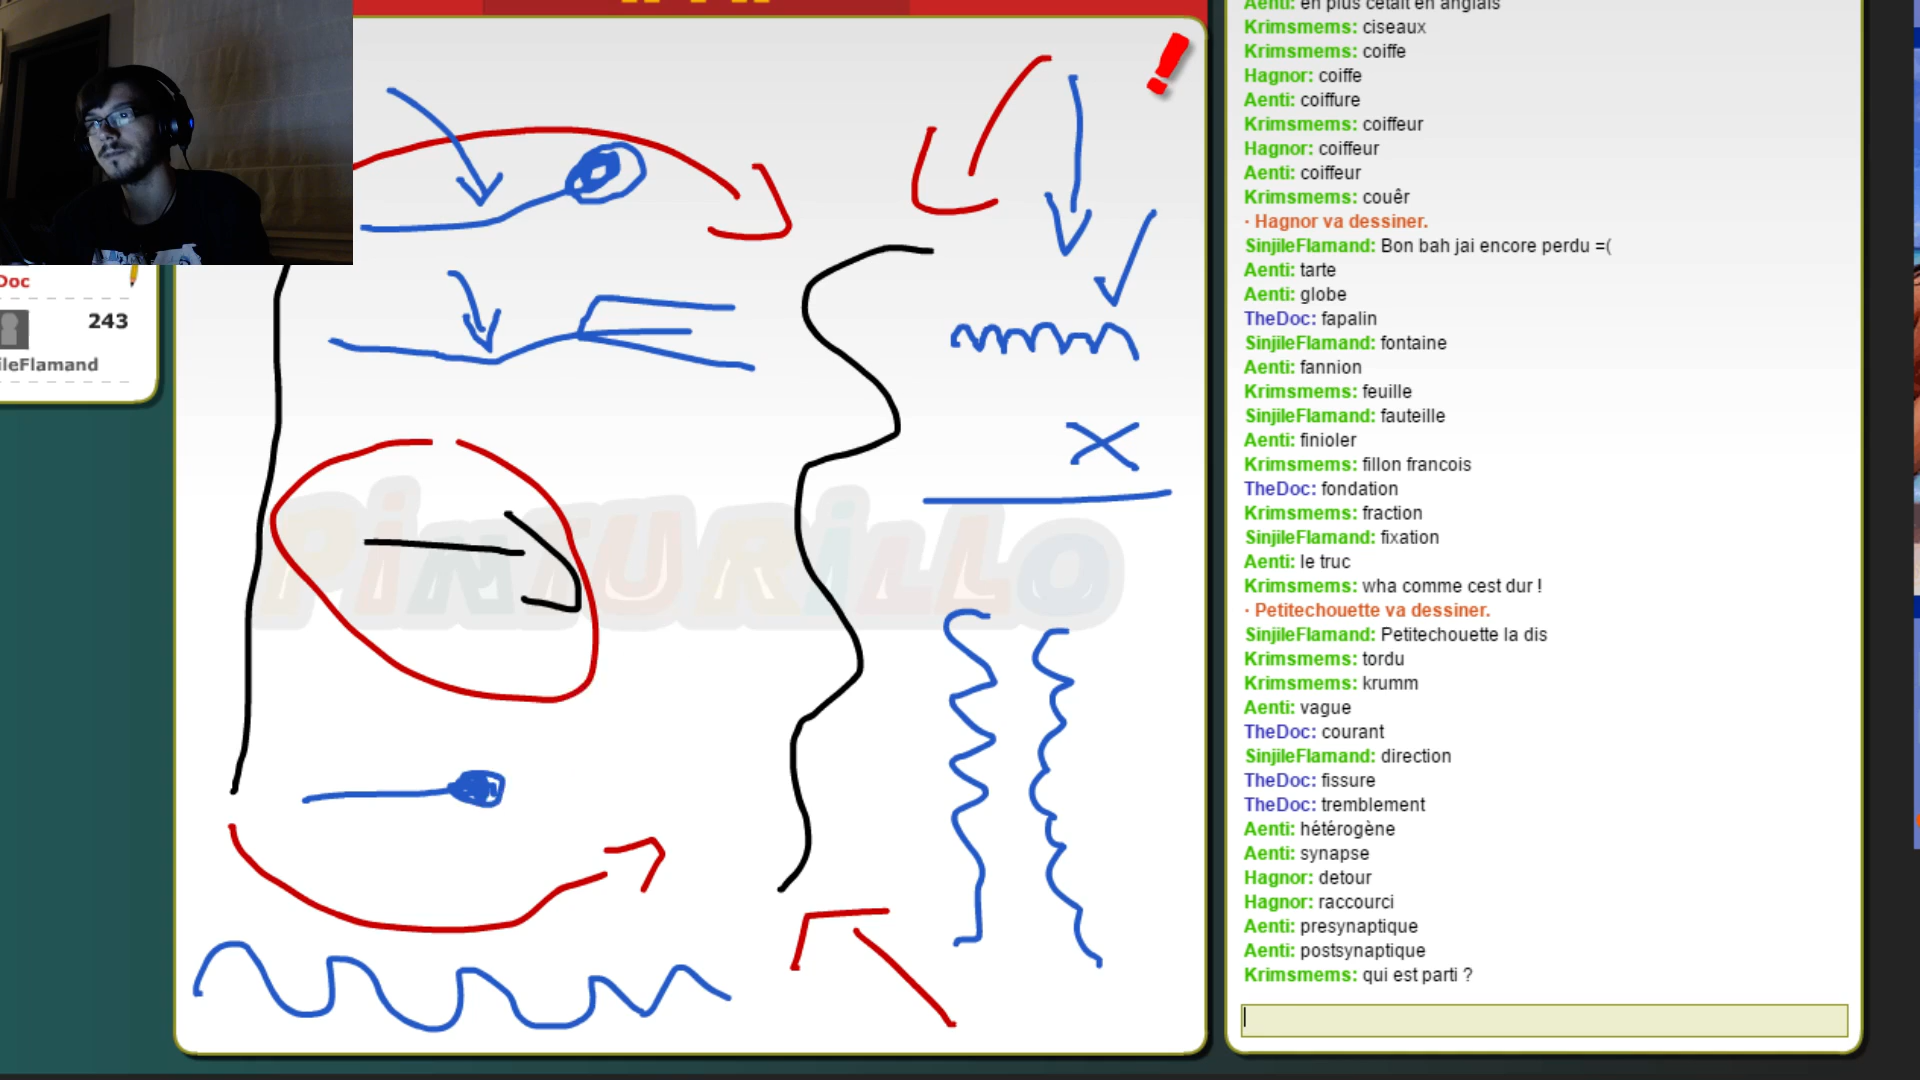 Aenti: en plus cétait en anglais
Krimsmems: ciseaux
Krimsmems: coiffe
Hagnor: coiffe
Aenti: coiffure
Krimsmems: coiffeur
Hagnor: coiffeur
Aenti: coiffeur
Krimsmems: couêr
· Hagnor va dessiner.
SinjileFlamand: Bon bah jai encore perdu =(
Aenti: tarte
Aenti: globe
TheDoc: fapalin
SinjileFlamand: fontaine
Aenti: fannion
Krimsmems: feuille
SinjileFlamand: fauteille
Aenti: finioler
Krimsmems: fillon francois
TheDoc: fondation
Krimsmems: fraction
SinjileFlamand: fixation
Aenti: le truc
Krimsmems: wha comme cest dur !
· Petitechouette va dessiner.
SinjileFlamand: Petitechouette la dis
Krimsmems: tordu
Krimsmems: krumm
Aenti: vague
TheDoc: courant
SinjileFlamand: direction
TheDoc: fissure
TheDoc: tremblement
Aenti: hétérogène
Aenti: synapse
Hagnor: detour
Hagnor: raccourci
Aenti: presynaptique
Aenti: postsynaptique
Krimsmems: qui est parti ?
Doc
243
ileFlamand
PiNTURiLLO
!